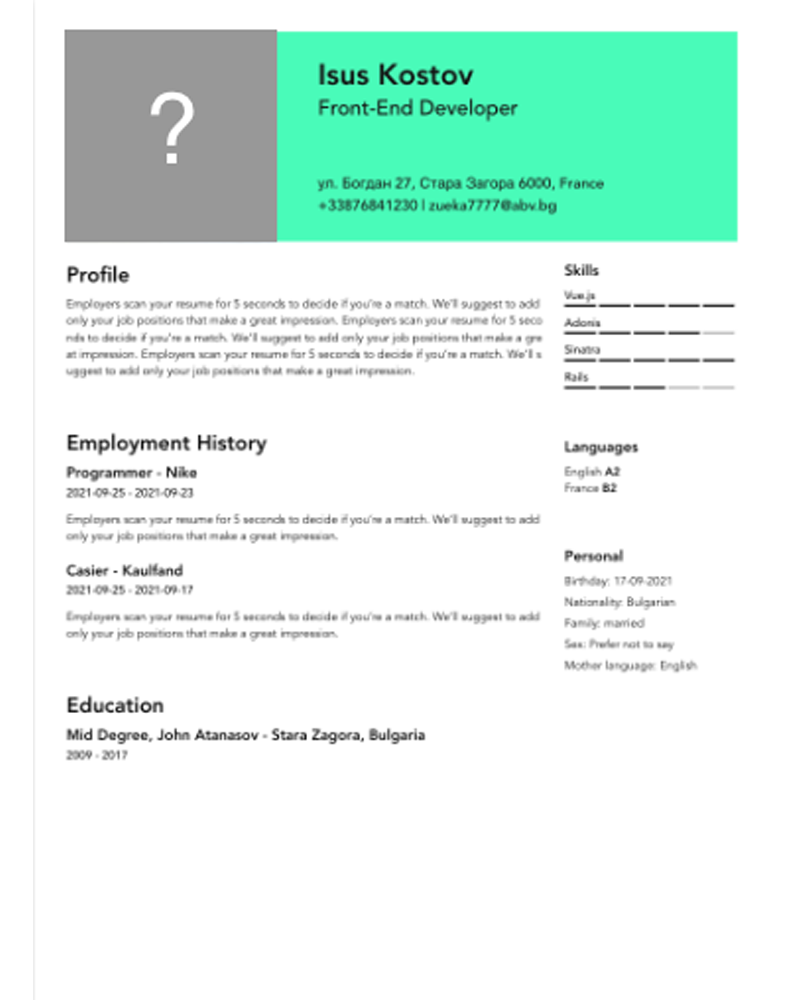 ?
Isus Kostov
Front-End Developer
ул. Богдан 27, Стара Загора 6000, France
+33876841230 | zueka7777@abv.bg
Profile
Employers scan your resume for 5 seconds to decide if you're a match. We'll suggest to add
only your job positions that make a great impression. Employers scan your resume for 5 seco
nds to decide if you're a match. We'll suggest to add only your job positions that make a gre
at impression. Employers scan your resume for 5 seconds to decide if you're a match. We'll s
uggest to add only your job positions that make a great impression.
Employment History
Programmer - Nike
2021-09-25 - 2021-09-23
Employers scan your resume for 5 seconds to decide if you're a match. We'll suggest to add
only your job positions that make a great impression.
Casier - Kaulfand
2021-09-25 - 2021-09-17
Employers scan your resume for 5 seconds to decide if you're a match. We'll suggest to add
only your job positions that make a great impression.
Education
Mid Degree, John Atanasov - Stara Zagora, Bulgaria
2009 - 2017
Skills
Vue.js
Adonis
Sinatra
Rails
Languages
English A2
France B2
Personal
Birthday: 17-09-2021
Nationality: Bulgarian
Family: married
Sex: Prefer not to say
Mother language: English